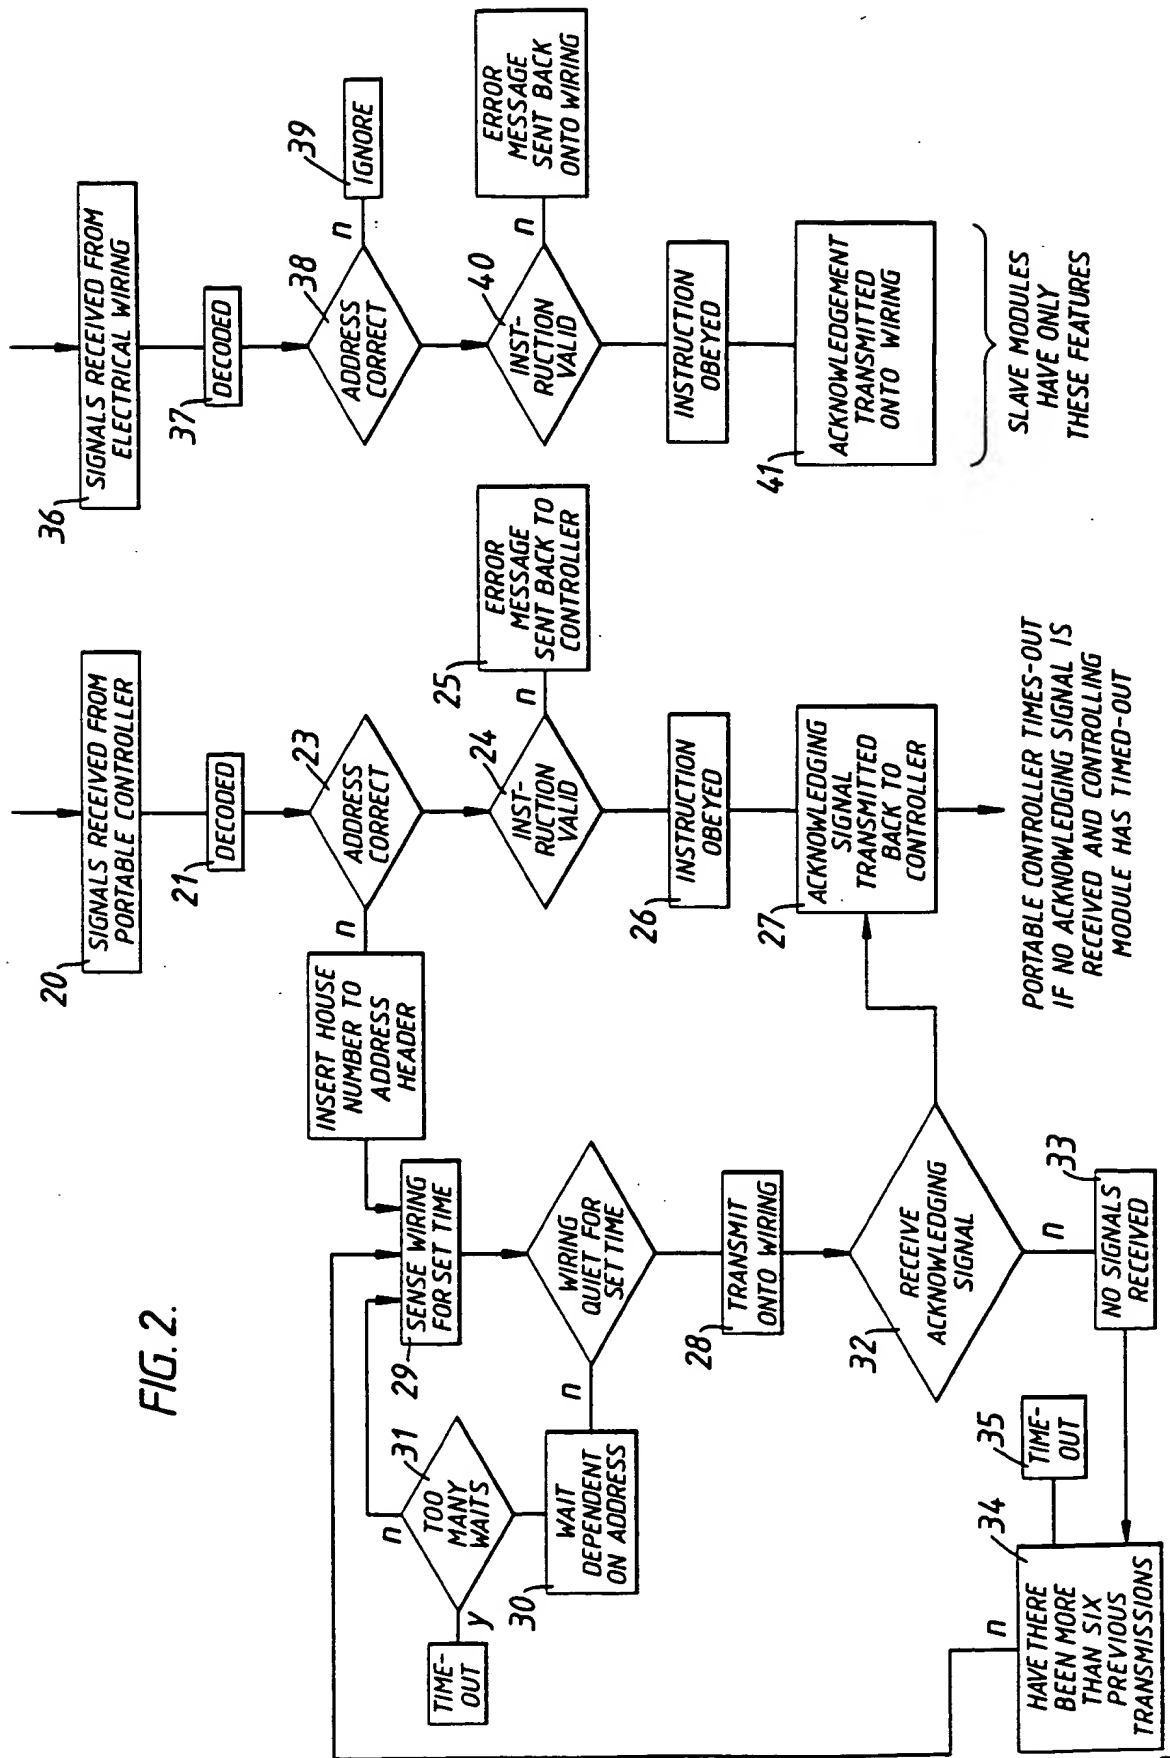 FIG. 2.
36
SIGNALS RECEIVED FROM
ELECTRICAL WIRING
37
DECODED
38
ADDRESS
CORRECT
n
39
IGNORE
40
INST-
RUCTION
VALID
n
ERROR
MESSAGE
SENT BACK
ONTO WIRING
INSTRUCTION
OBEYED
41
ACKNOWLEDGEMENT
TRANSMITTED
ONTO WIRING
SLAVE MODULES
HAVE ONLY
THESE FEATURES
20
SIGNALS RECEIVED FROM
PORTABLE CONTROLLER
21
DECODED
23
ADDRESS
CORRECT
n
24
INST-
RUCTION
VALID
n
25
ERROR
MESSAGE
SENT BACK TO
CONTROLLER
26
INSTRUCTION
OBEYED
27
ACKNOWLEDGING
SIGNAL
TRANSMITTED
BACK TO
CONTROLLER
PORTABLE CONTROLLER TIMES-OUT
IF NO ACKNOWLEDGING SIGNAL IS
RECEIVED AND CONTROLLING
MODULE HAS TIMED-OUT
INSERT HOUSE
NUMBER TO
ADDRESS
HEADER
29
SENSE WIRING
FOR SET TIME
WIRING
QUIET FOR
SET TIME
n
30
WAIT
DEPENDENT
ON ADDRESS
31
TOO
MANY
WAITS
n
y
TIME-
OUT
28
TRANSMIT
ONTO WIRING
32
RECEIVE
ACKNOWLEDGING
SIGNAL
n
33
NO SIGNALS
RECEIVED
34
HAVE THERE
BEEN MORE
THAN SIX
PREVIOUS
TRANSMISSIONS
n
35
TIME-
OUT